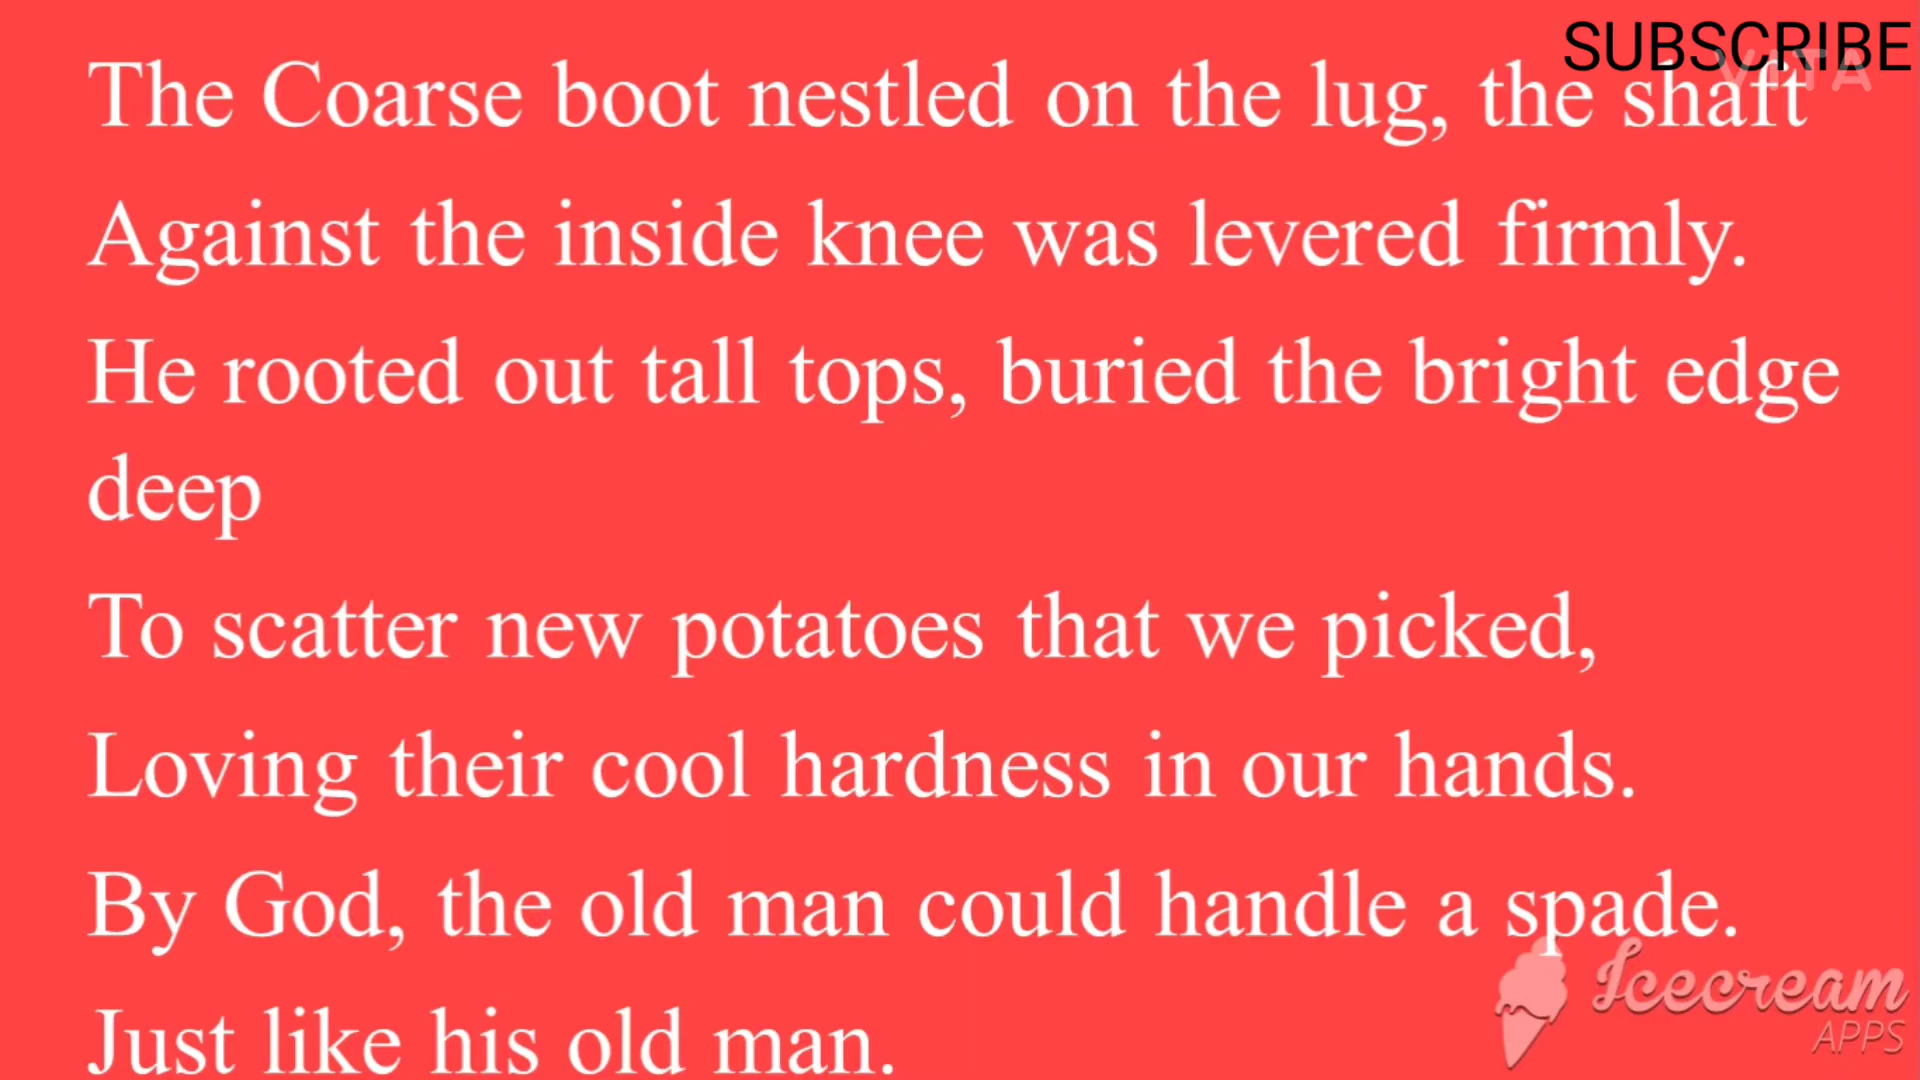 SUBSCRIBE
VITA
The Coarse boot nestled on the lug, the shaft
Against the inside knee was levered firmly.
He rooted out tall tops, buried the bright edge
deep
To scatter new potatoes that we picked,
Loving their cool hardness in our hands.
By God, the old man could handle a spade.
Just like his old man.
Icecream
APPS